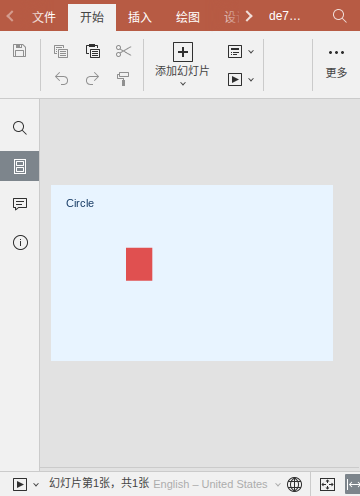 文件 开始 插入 绘图 设 de7…
添加幻灯片
更多
Circle
幻灯片第1张，共1张 English – United States